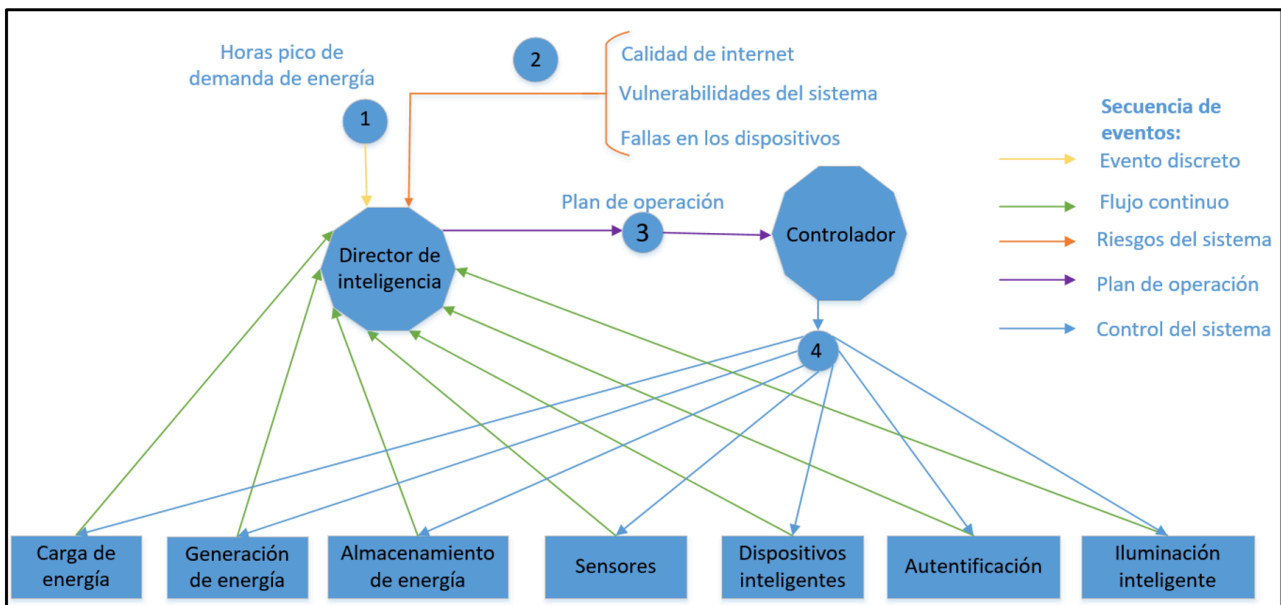 Horas pico de
demanda de energía
1
2
Calidad de internet
Vulnerabilidades del sistema
Fallas en los dispositivos
Secuencia de
eventos:
Evento discreto
Flujo continuo
Riesgos del sistema
Plan de operación
Control del sistema
Director de
inteligencia
Plan de operación
3
Controlador
4
Carga de
energía
Generación
de energía
Almacenamiento
de energía
Sensores
Dispositivos
inteligentes
Autentificación
Iluminación
inteligente